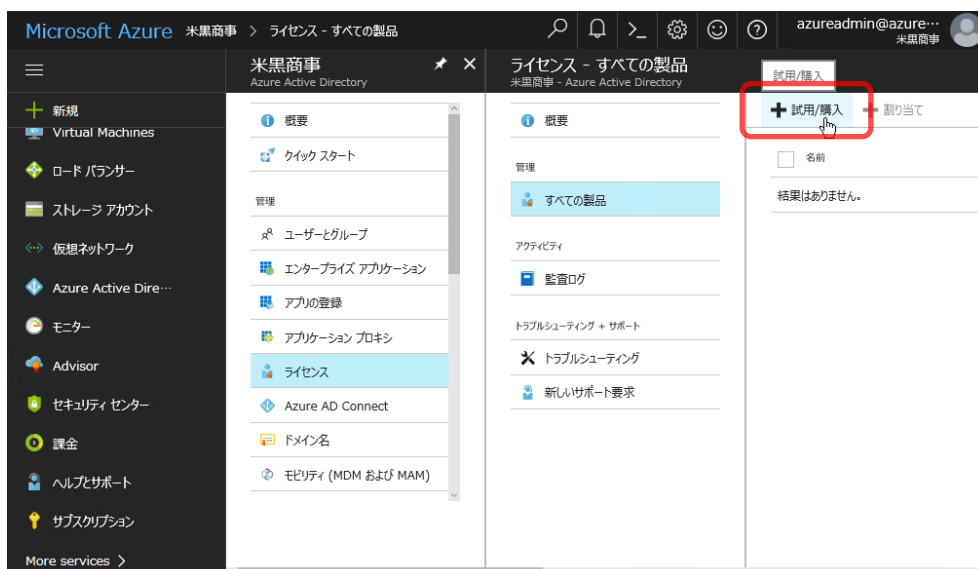 Microsoft Azure 米黒商事 > ライセンス - すべての製品
azureadmin@azure…
米黒商事
新規
Virtual Machines
ロード バランサー
ストレージ アカウント
仮想ネットワーク
Azure Active Dire…
モニター
Advisor
セキュリティ センター
課金
ヘルプとサポート
サブスクリプション
More services >
米黒商事
Azure Active Directory
概要
クイック スタート
管理
ユーザーとグループ
エンタープライズ アプリケーション
アプリの登録
アプリケーション プロキシ
ライセンス
Azure AD Connect
ドメイン名
モビリティ (MDM および MAM)
ライセンス - すべての製品
米黒商事 - Azure Active Directory
概要
管理
すべての製品
アクティビティ
監査ログ
トラブルシューティング + サポート
トラブルシューティング
新しいサポート要求
試用/購入
試用/購入
割り当て
名前
結果はありません。